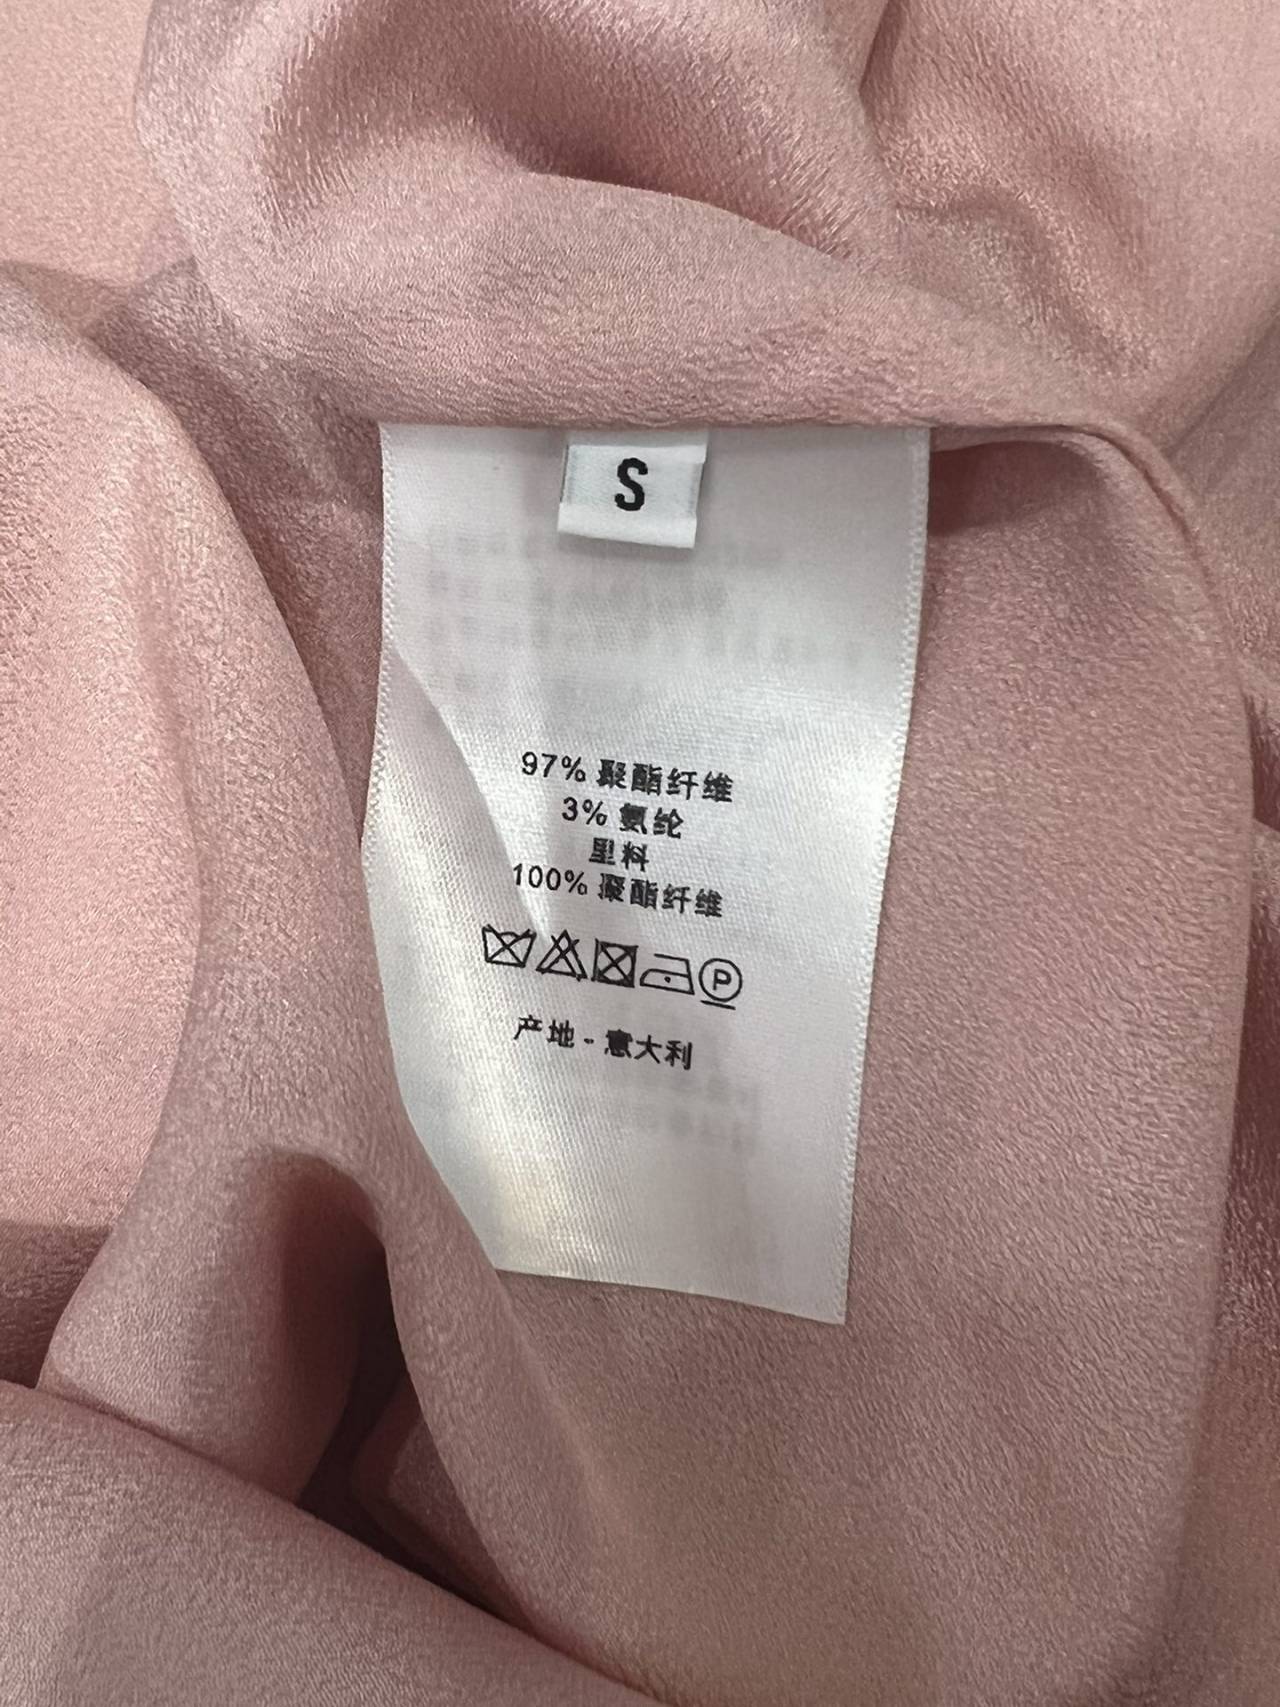 S
97% 聚酯纤维
3% 氨纶
里料
100% 聚酯纤维
P
产地 - 意大利